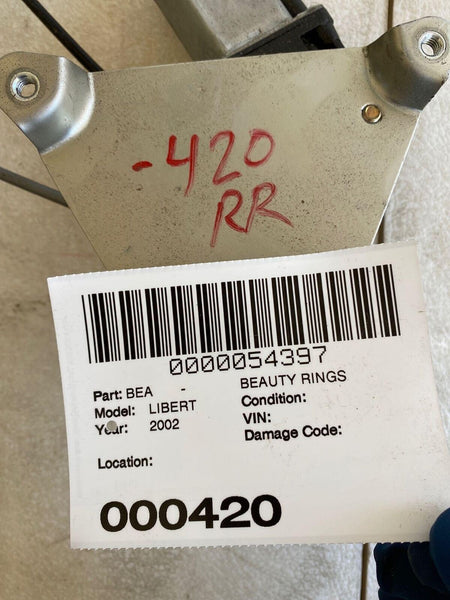 -420
RR
0000054397
Part: BEA - BEAUTY RINGS
Model: LIBERT Condition:
Year: 2002 VIN:
Damage Code:
Location:
000420